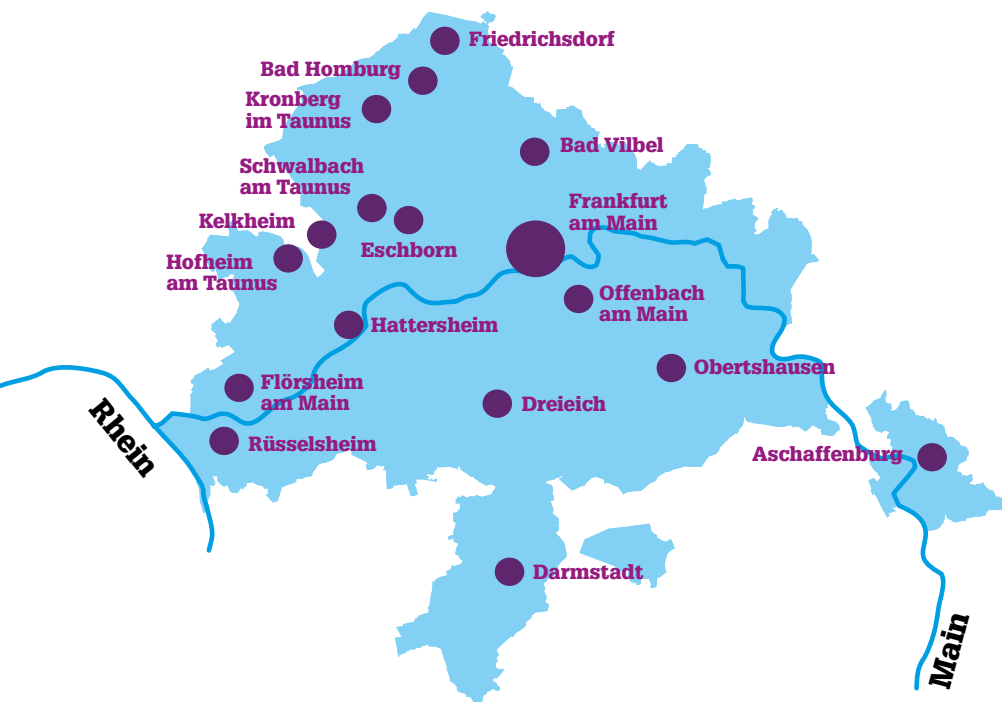 Friedrichsdorf
Bad Homburg
Kronberg
im Taunus
Bad Vilbel
Schwalbach
am Taunus
Frankfurt
am Main
Kelkheim
Eschborn
Hofheim
am Taunus
Offenbach
am Main
Hattersheim
Obertshausen
Flörsheim
am Main
Dreieich
Rhein
Rüsselsheim
Aschaffenburg
Darmstadt
Main